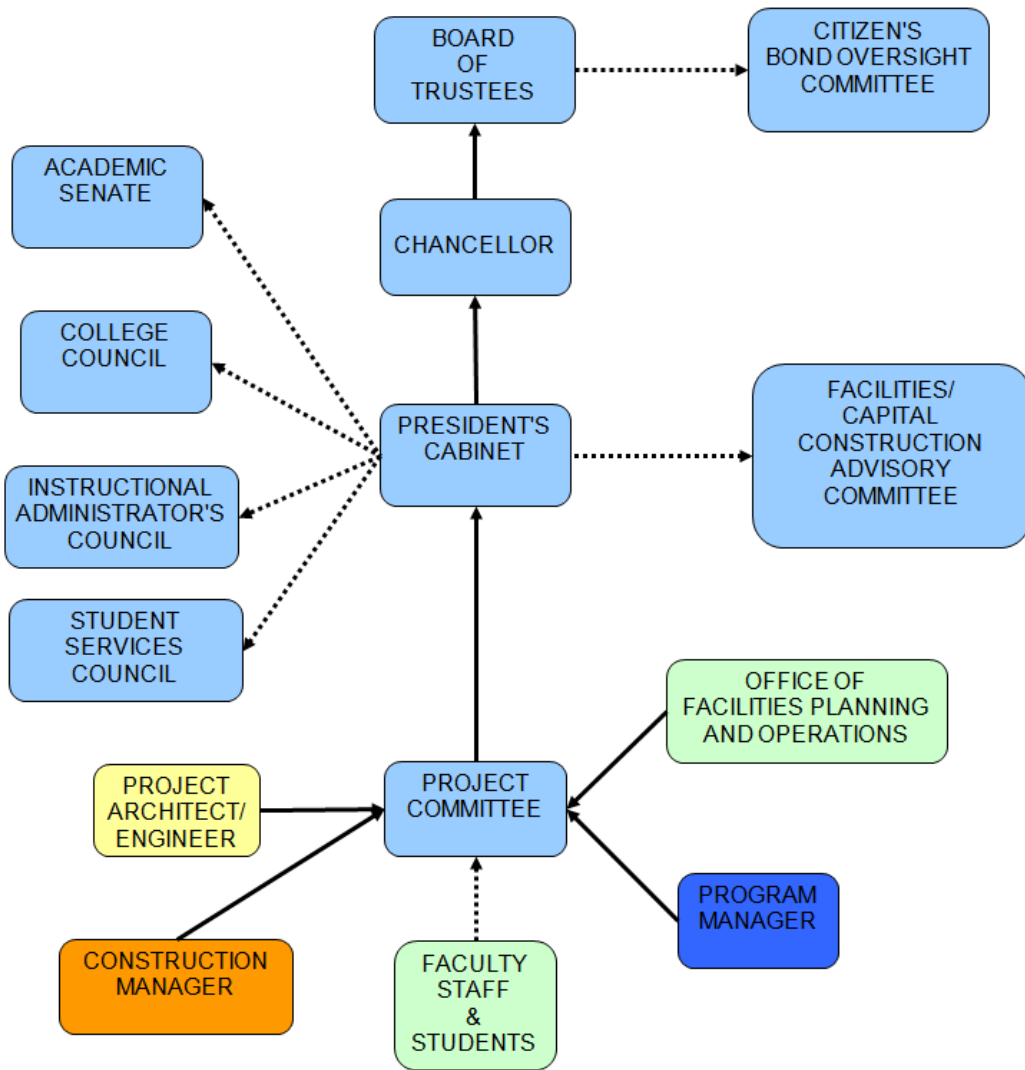 BOARD
OF
TRUSTEES
CITIZEN'S
BOND OVERSIGHT
COMMITTEE
ACADEMIC
SENATE
CHANCELLOR
COLLEGE
COUNCIL
PRESIDENT'S
CABINET
FACILITIES/
CAPITAL
CONSTRUCTION
ADVISORY
COMMITTEE
INSTRUCTIONAL
ADMINISTRATOR'S
COUNCIL
STUDENT
SERVICES
COUNCIL
OFFICE OF
FACILITIES PLANNING
AND OPERATIONS
PROJECT
ARCHITECT/
ENGINEER
PROJECT
COMMITTEE
PROGRAM
MANAGER
CONSTRUCTION
MANAGER
FACULTY
STAFF
&
STUDENTS